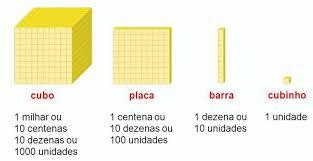 cubo
1 milhar ou
10 centenas
10 dezenas ou
1000 unidades
placa
1 centena ou
10 dezenas ou
100 unidades
barra
1 dezena ou
10 unidades
cubinho
1 unidade